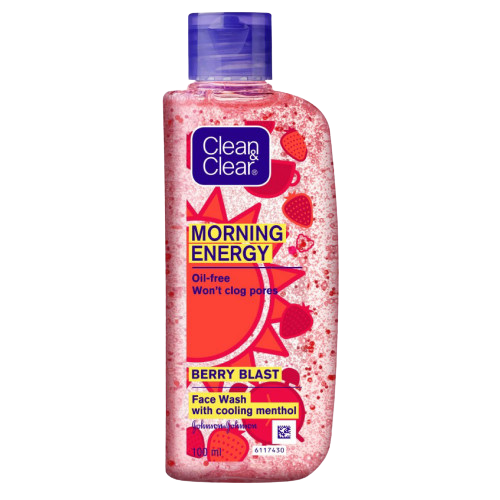 Clean &
Clear®
MORNING
ENERGY
Oil-free
Won't clog pores
BERRY BLAST
Face Wash
with cooling menthol
Johnson & Johnson
100 ml
6117430